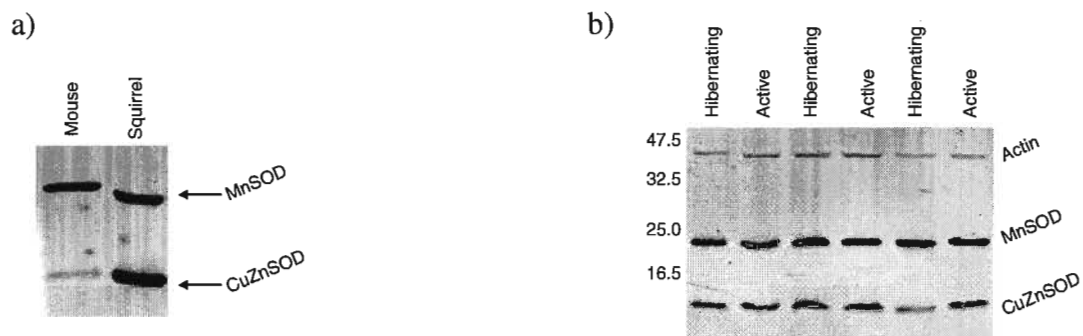 a)
Mouse
Squirrel
MnSOD
CuZnSOD
b)
Hibernating
Active
Hibernating
Active
Hibernating
Active
47.5
32.5
25.0
16.5
Actin
MnSOD
CuZnSOD